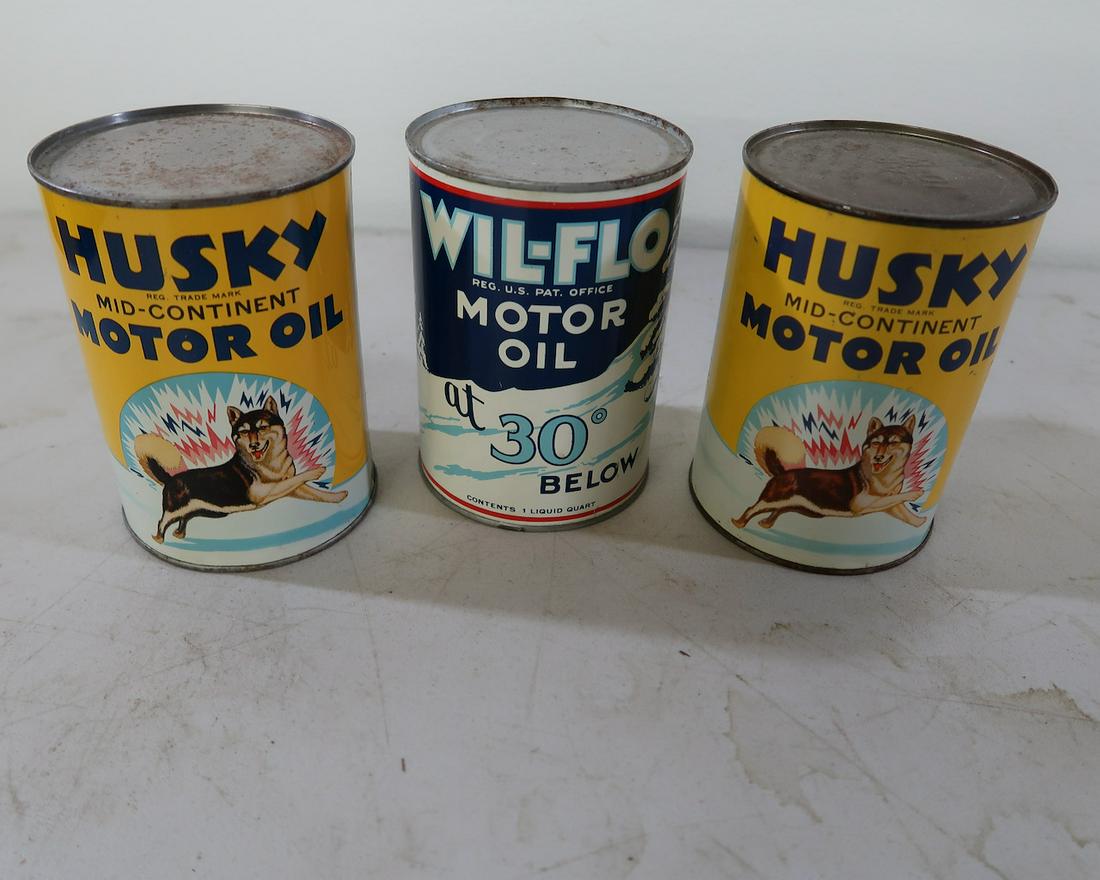 HUSKY
REG. TRADE MARK
MID-CONTINENT
MOTOR OIL
WIL-FLO
REG. U.S. PAT. OFFICE
MOTOR
OIL
at
30°
BELOW
CONTENTS 1 LIQUID QUART
HUSKY
REG. TRADE MARK
MID-CONTINENT
MOTOR OIL